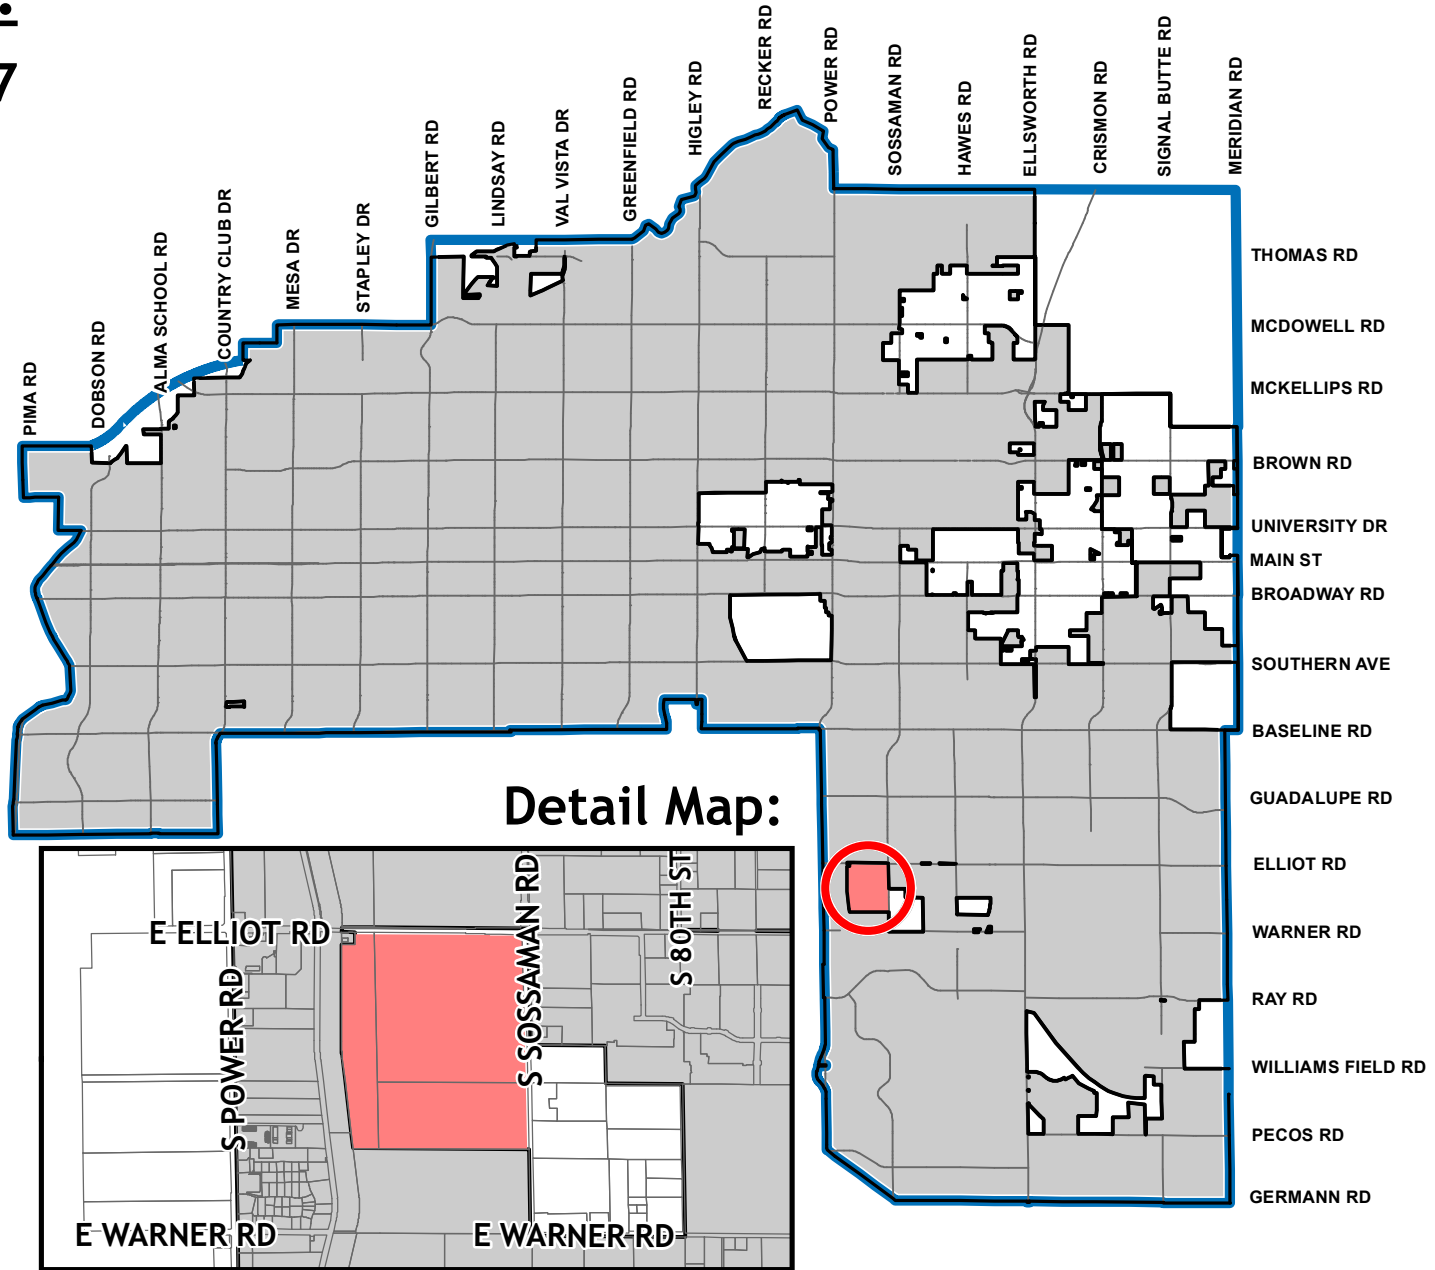 7
PIMA RD
DOBSON RD
ALMA SCHOOL RD
COUNTRY CLUB DR
MESA DR
STAPLEY DR
GILBERT RD
LINDSAY RD
VAL VISTA DR
GREENFIELD RD
HIGLEY RD
RECKER RD
POWER RD
SOSSAMAN RD
HAWES RD
ELLSWORTH RD
CRISMON RD
SIGNAL BUTTE RD
MERIDIAN RD
THOMAS RD
MCDOWELL RD
MCKELLIPS RD
BROWN RD
UNIVERSITY DR
MAIN ST
BROADWAY RD
SOUTHERN AVE
BASELINE RD
GUADALUPE RD
ELLIOT RD
WARNER RD
RAY RD
WILLIAMS FIELD RD
PECOS RD
GERMANN RD
Detail Map:
E ELLIOT RD
S POWER RD
S SOSSAMAN RD
S 80TH ST
E WARNER RD
E WARNER RD